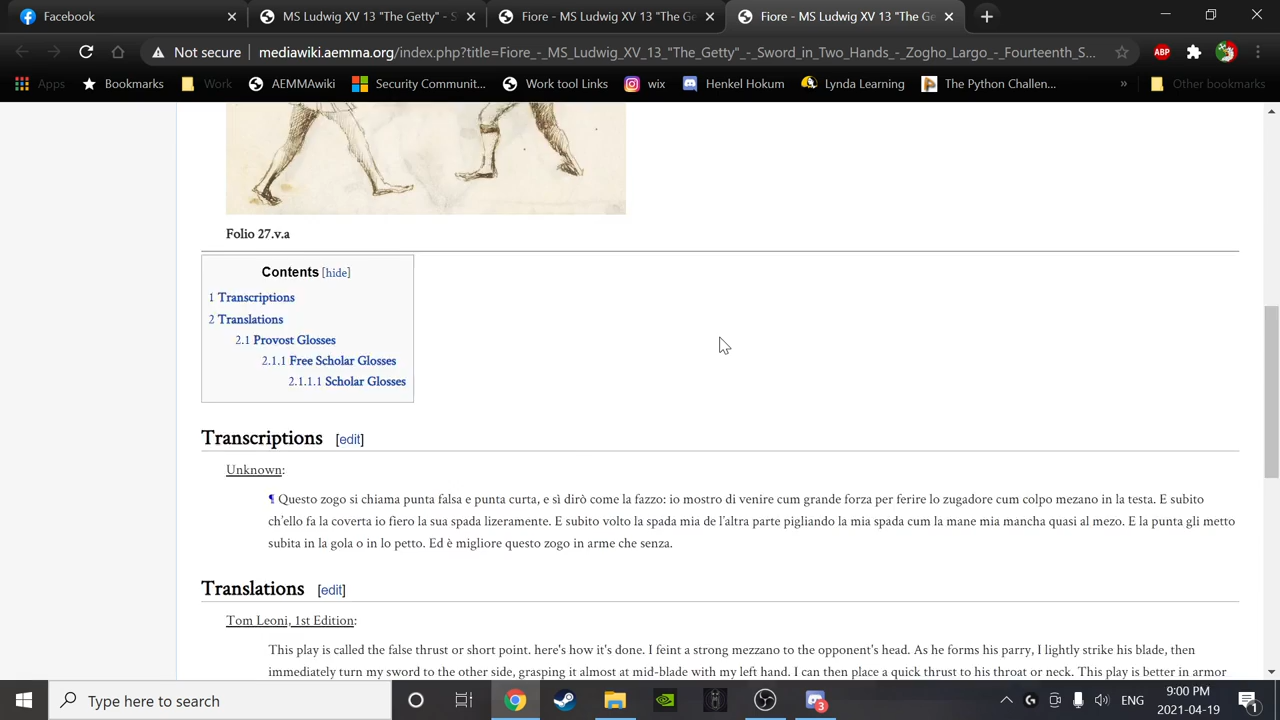 Facebook
MS Ludwig XV 13 "The Getty" - S
Fiore - MS Ludwig XV 13 "The Ge
Fiore - MS Ludwig XV 13 "The Ge
Not secure
mediawiki.aemma.org/index.php?title=Fiore_-_MS_Ludwig_XV_13_"The_Getty"_-_Sword_in_Two_Hands_-_Zogho_Largo_-_Fourteenth_S...
ABP
Apps
Bookmarks
Work
AEMMAwiki
Security Communit...
Work tool Links
wix
Henkel Hokum
Lynda Learning
The Python Challen...
»
Other bookmarks
Folio 27.v.a
Contents [hide]
1 Transcriptions
2 Translations
2.1 Provost Glosses
2.1.1 Free Scholar Glosses
2.1.1.1 Scholar Glosses
Transcriptions [edit]
Unknown:
¶ Questo zogo si chiama punta falsa e punta curta, e sì dirò come la fazzo: io mostro di venire cum grande forza per ferire lo zugadore cum colpo mezano in la testa. E subito
ch'ello fa la coverta io fiero la sua spada lizeramente. E subito volto la spada mia de l'altra parte pigliando la mia spada cum la mane mia mancha quasi al mezo. E la punta gli metto
subita in la gola o in lo petto. Ed è migliore questo zogo in arme che senza.
Translations [edit]
Tom Leoni, 1st Edition:
This play is called the false thrust or short point. here's how it's done. I feint a strong mezzano to the opponent's head. As he forms his parry, I lightly strike his blade, then
immediately turn my sword to the other side, grasping it almost at mid-blade with my left hand. I can then place a quick thrust to his throat or neck. This play is better in armor
Type here to search
3
ENG
9:00 PM
2021-04-19
1